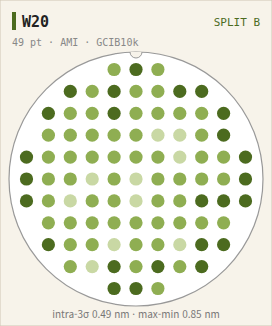 W20
SPLIT B
49 pt · AMI · GCIB10k
intra-3σ 0.49 nm · max-min 0.85 nm